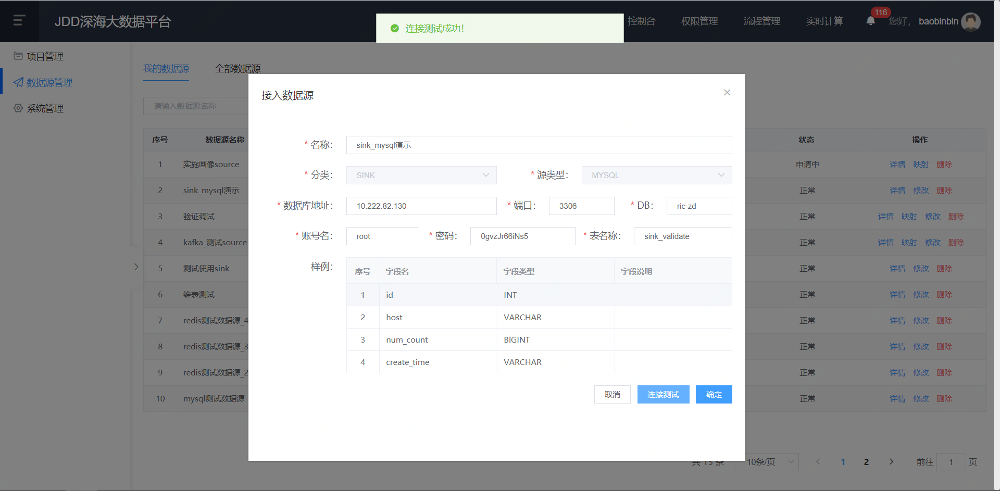 JDD深海大数据平台
连接测试成功！
控制台 权限管理 流程管理 实时计算 116 您好， baobinbin
项目管理
数据源管理
系统管理
我的数据源 全部数据源
请输入数据源名称
序号 数据源名称 状态 操作
1 实施画像source 申请中 详情 映射 删除
2 sink_mysql演示 正常 详情 修改 删除
3 验证调试 正常 详情 映射 修改 删除
4 kafka_测试source 正常 详情 映射 修改 删除
5 测试使用sink 正常 详情 修改 删除
6 维表测试 正常 详情 修改 删除
7 redis测试数据源_4 正常 详情 修改 删除
8 redis测试数据源_3 正常 详情 修改 删除
9 redis测试数据源_2 正常 详情 修改 删除
10 mysql测试数据源 正常 详情 修改 删除
接入数据源
* 名称： sink_mysql演示
* 分类： SINK * 源类型： MYSQL
* 数据库地址： 10.222.82.130 * 端口： 3306 * DB： ric-zd
* 账号名： root * 密码： 0gvzJr66iNs5 * 表名称： sink_validate
样例：
序号 字段名 字段类型 字段说明
1 id INT
2 host VARCHAR
3 num_count BIGINT
4 create_time VARCHAR
取消 连接测试 确定
共 13 条 10条/页 1 2 前往 1 页